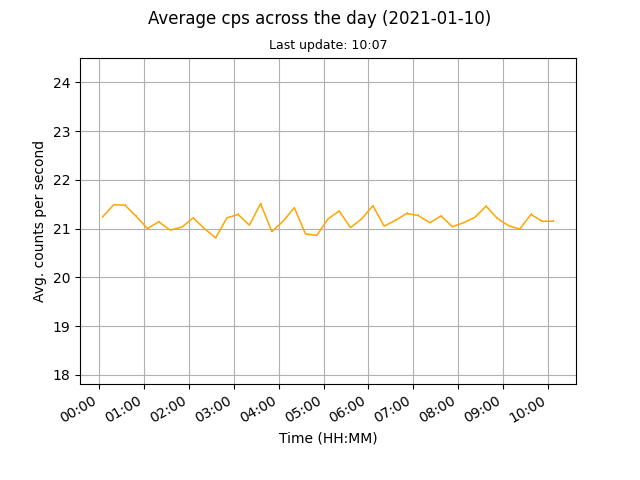 Average cps across the day (2021-01-10)
Last update: 10:07
24
23
22
21
20
19
18
Avg. counts per second
00:00 01:00 02:00 03:00 04:00 05:00 06:00 07:00 08:00 09:00 10:00
Time (HH:MM)